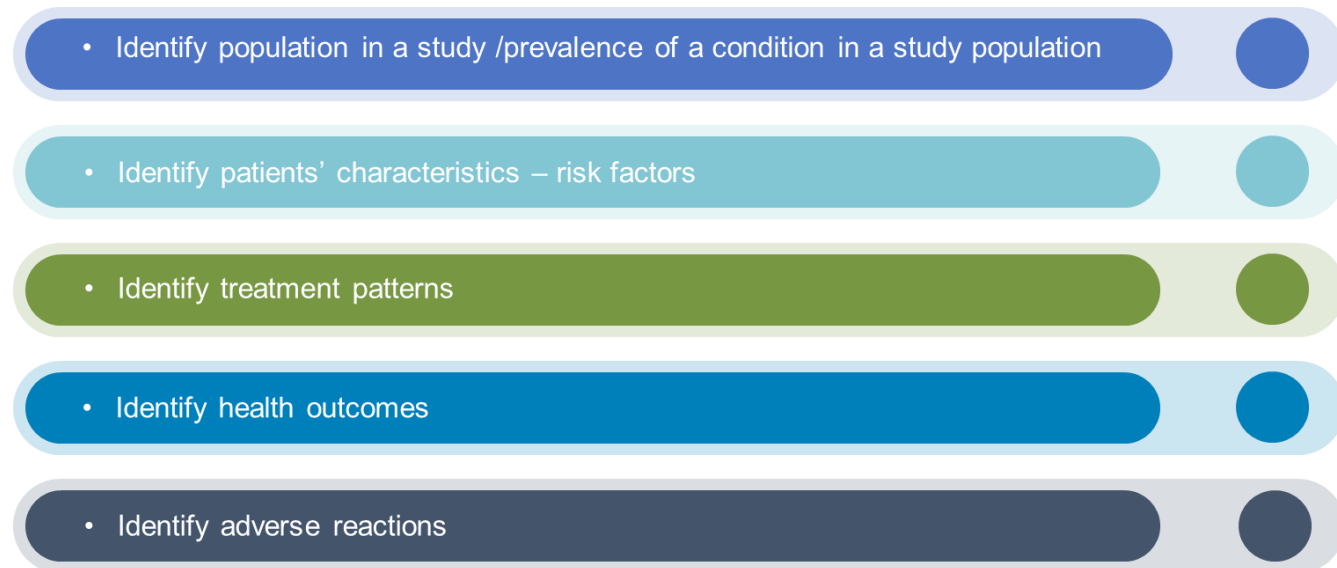 • Identify population in a study /prevalence of a condition in a study population
• Identify patients’ characteristics – risk factors
• Identify treatment patterns
• Identify health outcomes
• Identify adverse reactions